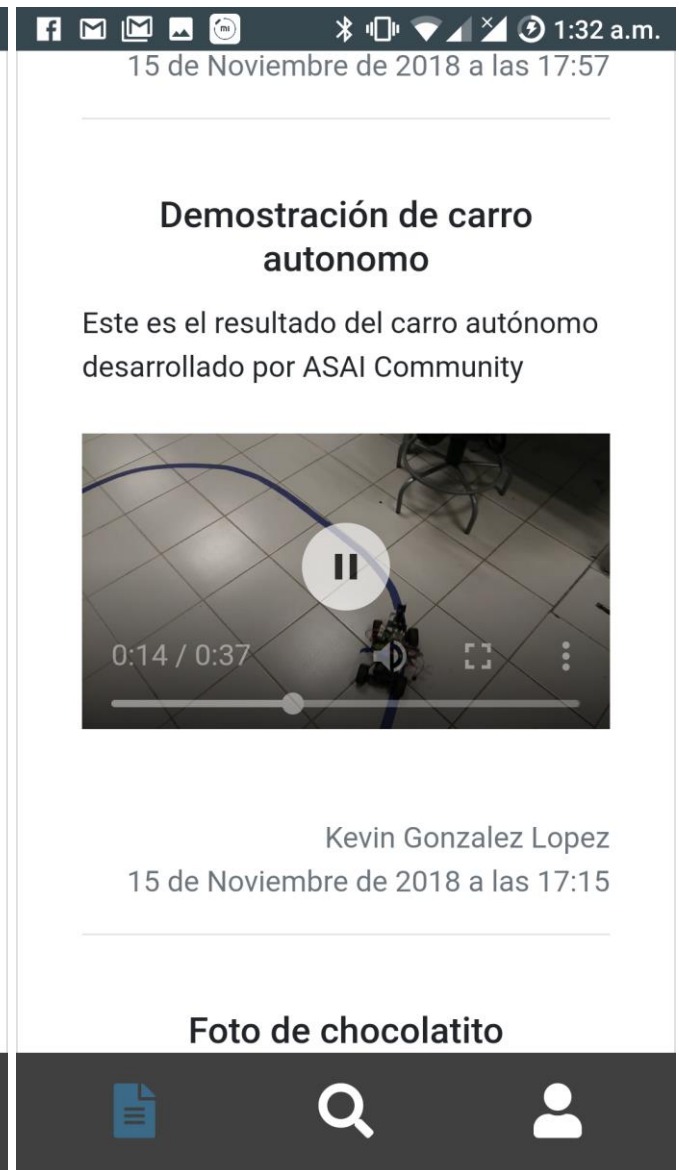 1:32 a.m.
15 de Noviembre de 2018 a las 17:57
Demostración de carro
autonomo
Este es el resultado del carro autónomo
desarrollado por ASAI Community
0:14 / 0:37
Kevin Gonzalez Lopez
15 de Noviembre de 2018 a las 17:15
Foto de chocolatito